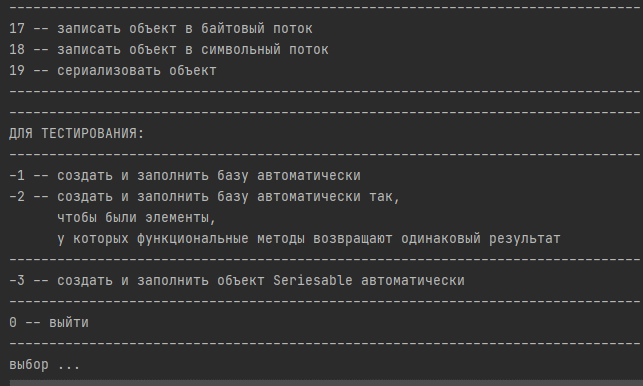 --------------------------------------------------------------------------------
17 -- записать объект в байтовый поток
18 -- записать объект в символьный поток
19 -- сериализовать объект
--------------------------------------------------------------------------------
--------------------------------------------------------------------------------
ДЛЯ ТЕСТИРОВАНИЯ:
--------------------------------------------------------------------------------
-1 -- создать и заполнить базу автоматически
-2 -- создать и заполнить базу автоматически так,
      чтобы были элементы,
      у которых функциональные методы возвращают одинаковый результат
--------------------------------------------------------------------------------
-3 -- создать и заполнить объект Seriesable автоматически
--------------------------------------------------------------------------------
0 -- выйти
--------------------------------------------------------------------------------
выбор ...